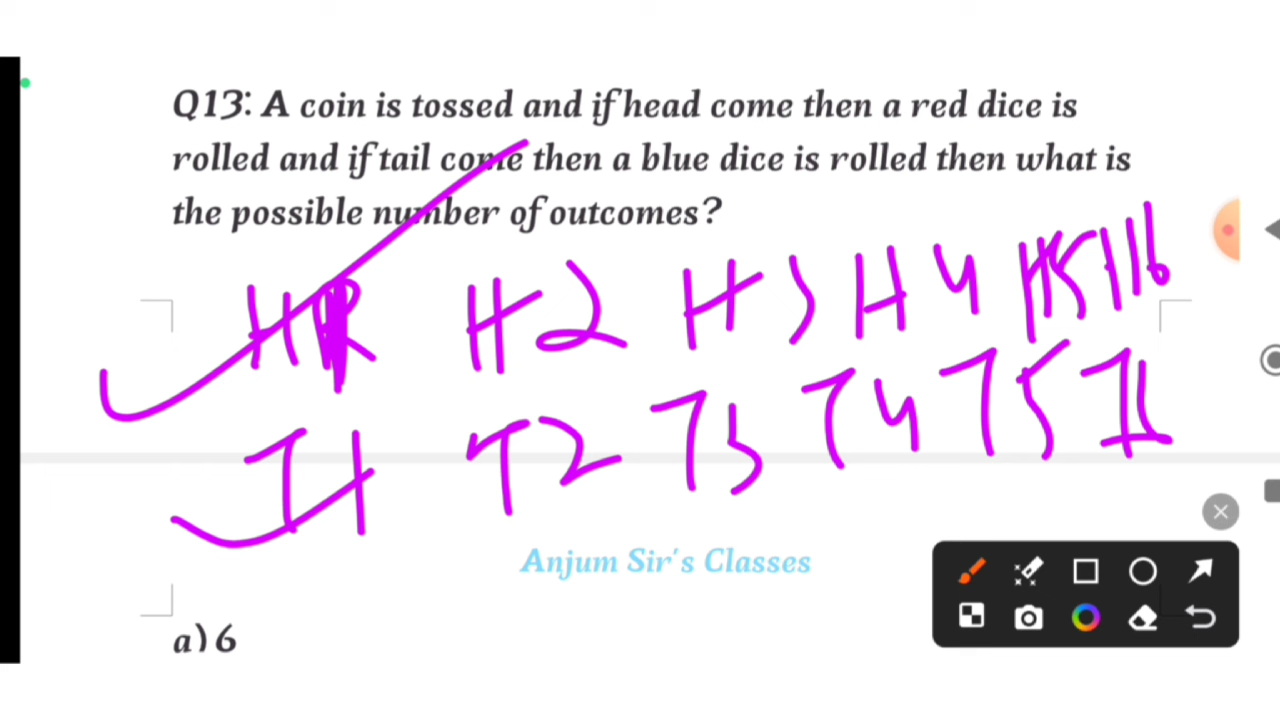 Q13: A coin is tossed and if head come then a red dice is
rolled and if tail come then a blue dice is rolled then what is
the possible number of outcomes?
H2 H3 H4 H5 H6
T1 T2 T3 T4 T5 T6
Anjum Sir's Classes
a) 6